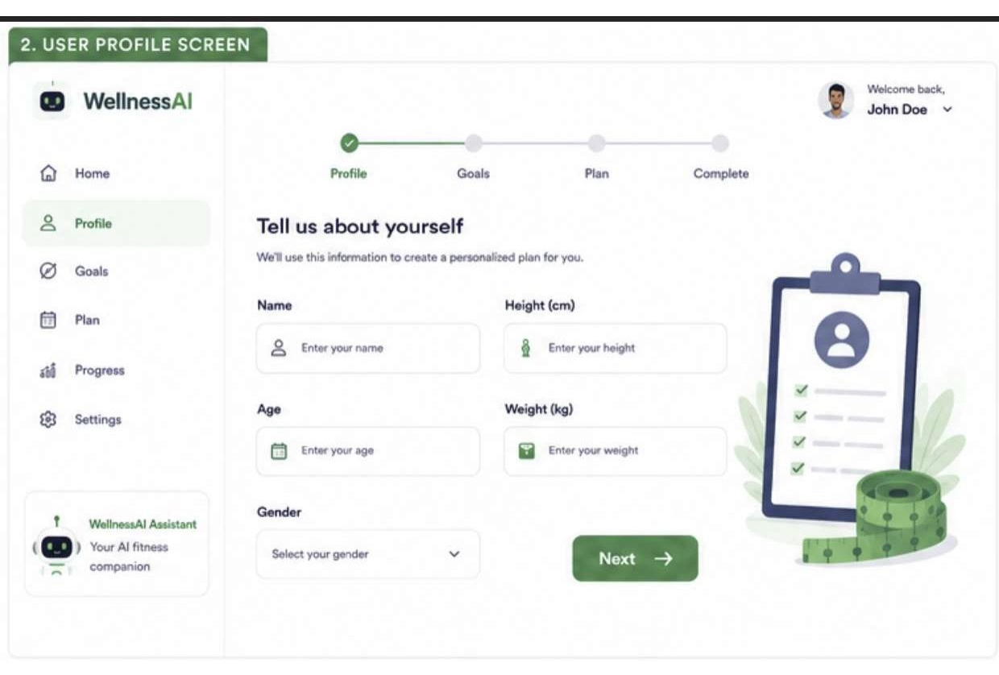 2. USER PROFILE SCREEN
WellnessAI
Welcome back,
John Doe
Home
Profile
Goals
Plan
Progress
Settings
WellnessAI Assistant
Your AI fitness
companion
Profile
Goals
Plan
Complete
Tell us about yourself
We'll use this information to create a personalized plan for you.
Name
Enter your name
Height (cm)
Enter your height
Age
Enter your age
Weight (kg)
Enter your weight
Gender
Select your gender
Next